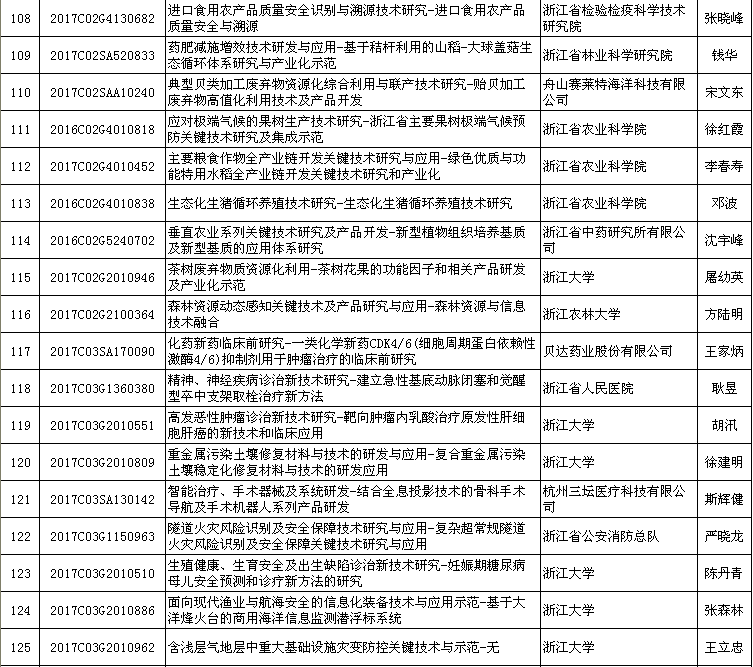 108 2017C02G4130682 进口食用农产品质量安全识别与溯源技术研究-进口食用农产品 浙江省检验检疫科学技术 张晓峰
质量安全与溯源 研究院
109 2017C02SA520833 药肥减施增效技术研发与应用-基于秸秆利用的山稻-大球盖菇生 浙江省林业科学研究院 钱华
态循环体系研究与产业化示范
110 2017C02SAA10240 典型贝类加工废弃物资源化综合利用与联产技术研究-贻贝加工 舟山赛莱特海洋科技有限 宋文东
废弃物高值化利用技术及产品开发 公司
111 2016C02G4010818 应对极端气候的果树生产技术研究-浙江省主要果树极端气候预 浙江省农业科学院 徐红霞
防关键技术研究及集成示范
112 2017C02G4010452 主要粮食作物全产业链开发关键技术研究与应用-绿色优质与功 浙江省农业科学院 李春寿
能特用水稻全产业链开发关键技术研究和产业化
113 2016C02G4010838 生态化生猪循环养殖技术研究-生态化生猪循环养殖技术研究 浙江省农业科学院 邓波
114 2016C02G5240702 垂直农业系列关键技术研究及产品开发-新型植物组织培养基质 浙江省中药研究所有限公 沈宇峰
及新型基质的应用体系研究 司
115 2017C02G2010946 茶树废弃物质资源化利用-茶树花果的功能因子和相关产品研发 浙江大学 屠幼英
及产业化示范
116 2017C02G2100364 森林资源动态感知关键技术及产品研究与应用-森林资源与信息 浙江农林大学 方陆明
技术融合
117 2017C03SA170090 化药新药临床前研究-一类化学新药CDK4/6(细胞周期蛋白依赖性 贝达药业股份有限公司 王家炳
激酶4/6)抑制剂用于肿瘤治疗的临床前研究
118 2017C03G1360380 精神、神经疾病诊治新技术研究-建立急性基底动脉闭塞和觉醒 浙江省人民医院 耿昱
型卒中支架取栓治疗新方法
119 2017C03G2010551 高发恶性肿瘤诊治新技术研究-靶向肿瘤内乳酸治疗原发性肝细 浙江大学 胡汛
胞肝癌的新技术和临床应用
120 2017C03G2010809 重金属污染土壤修复材料与技术的研发与应用-复合重金属污染 浙江大学 徐建明
土壤稳定化修复材料与技术的研发应用
121 2017C03SA130142 智能治疗、手术器械及系统研发-结合全息投影技术的骨科手术 杭州三坛医疗科技有限公 斯辉健
导航及手术机器人系列产品研发 司
122 2017C03G1150963 隧道火灾风险识别及安全保障技术研究与应用-复杂超常规隧道 浙江省公安消防总队 严晓龙
火灾风险识别及安全保障关键技术研究与应用
123 2017C03G2010510 生殖健康、生育安全及出生缺陷诊治新技术研究-妊娠期糖尿病 浙江大学 陈丹青
母儿安全预测和诊疗新方法的研究
124 2017C03G2010886 面向现代渔业与航海安全的信息化装备技术与应用示范-基于大 浙江大学 张森林
洋烽火台的商用海洋信息监测潜浮标系统
125 2017C03G2010962 含浅层气地层中重大基础设施灾变防控关键技术与示范-无 浙江大学 王立忠